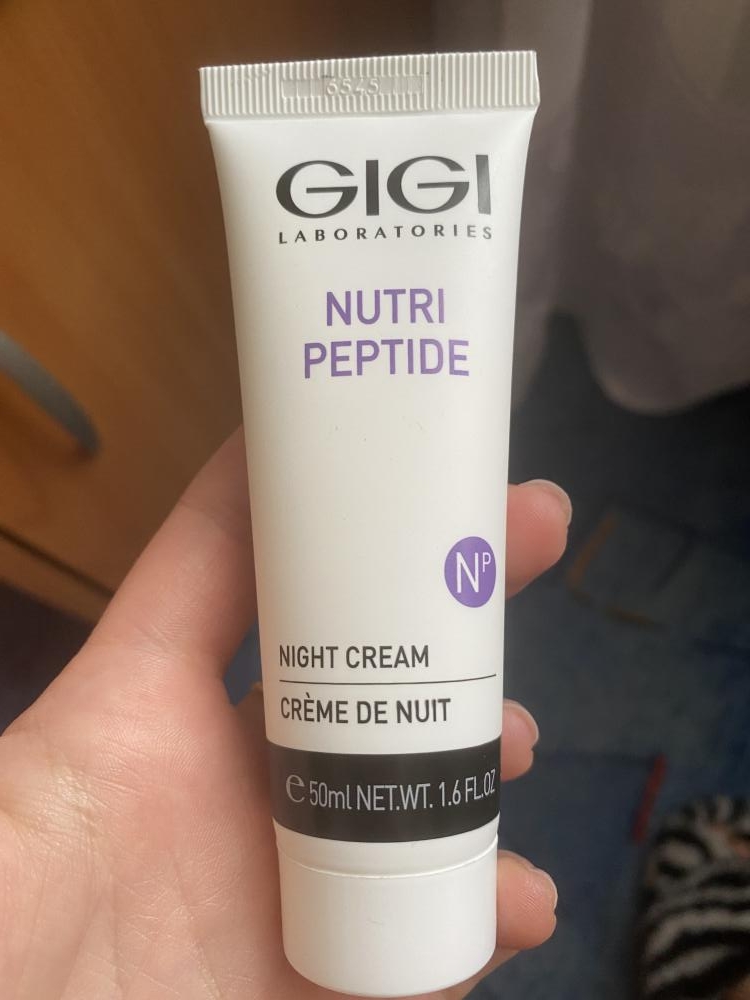 6545
GIGI
LABORATORIES
NUTRI
PEPTIDE
NP
NIGHT CREAM
CRÈME DE NUIT
℮ 50ml NET.WT. 1.6 FL.OZ